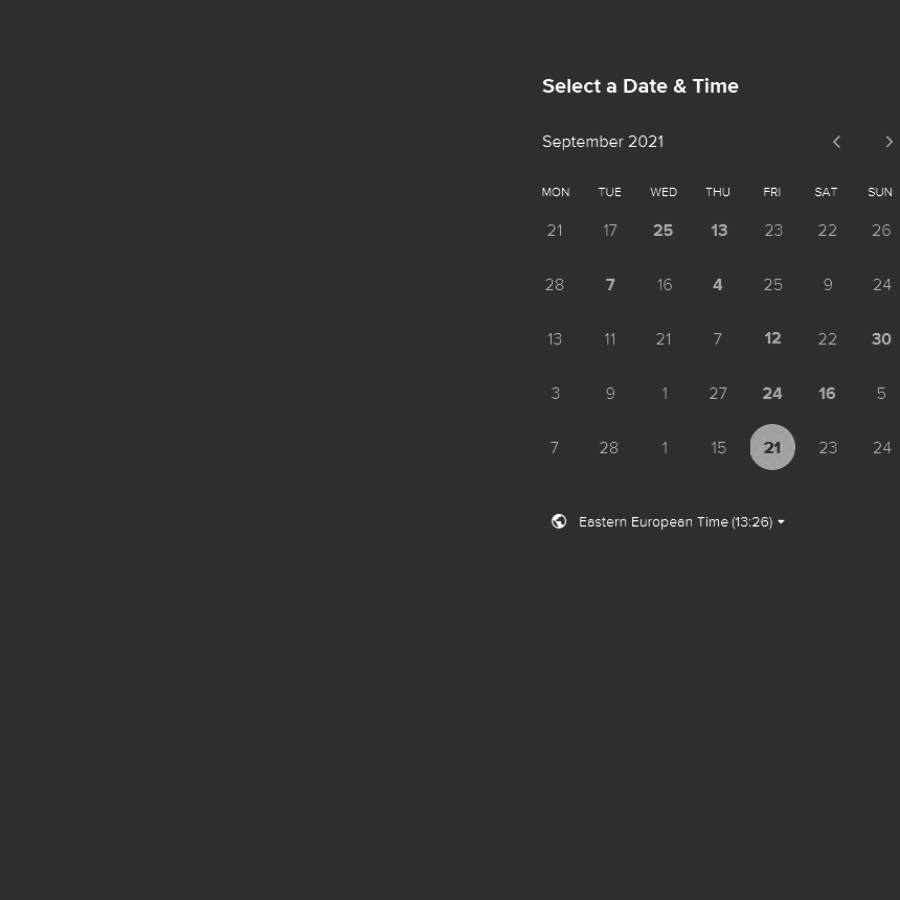 Select a Date & Time
September 2021
MON TUE WED THU FRI SAT SUN
21 17 25 13 23 22 26
28 7 16 4 25 9 24
13 11 21 7 12 22 30
3 9 1 27 24 16 5
7 28 1 15 21 23 24
Eastern European Time (13:26)